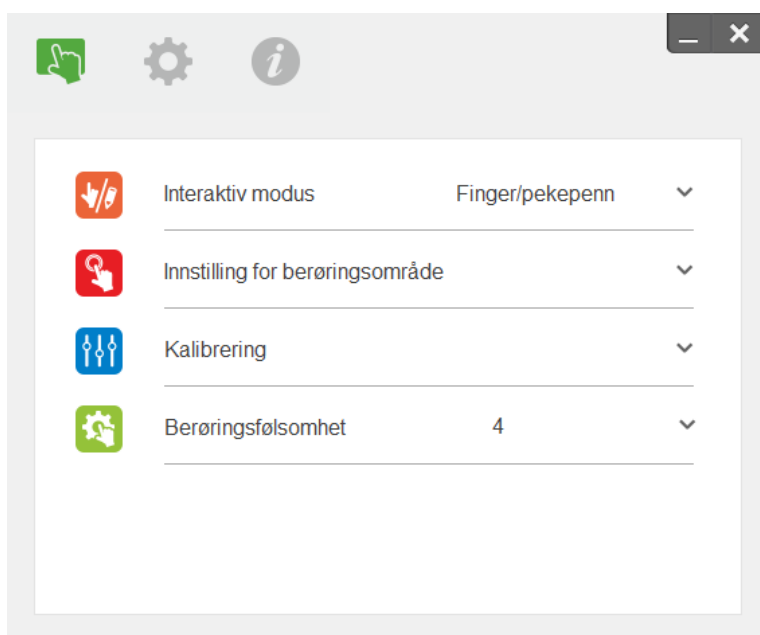 Interaktiv modus Finger/pekepenn
Innstilling for berøringsområde
Kalibrering
Berøringsfølsomhet 4